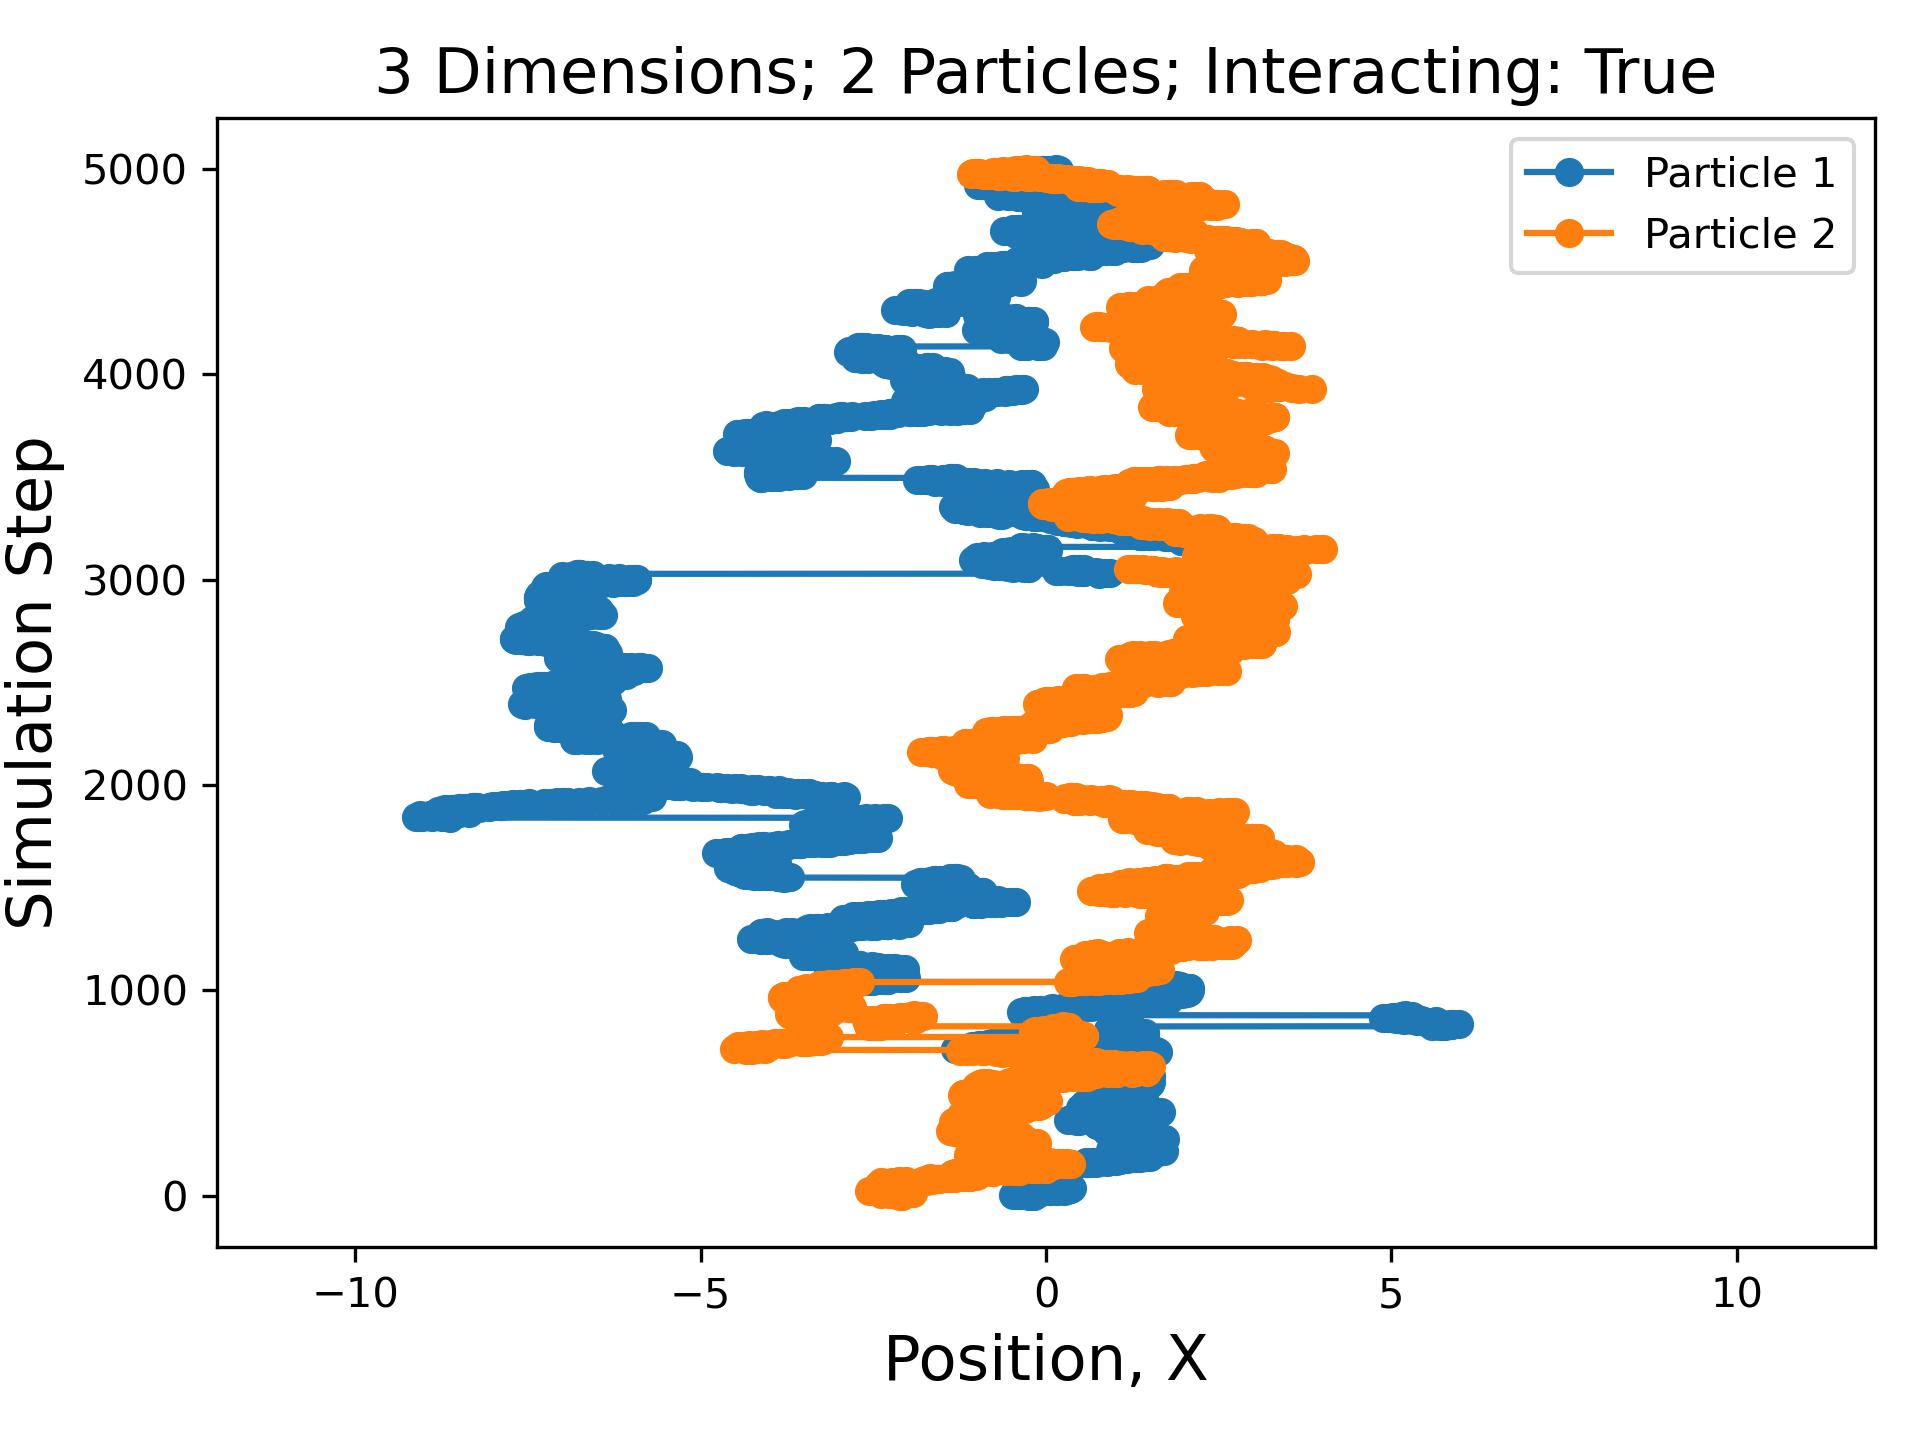 3 Dimensions; 2 Particles; Interacting: True
Particle 1
Particle 2
Simulation Step
5000
4000
3000
2000
1000
0
−10
−5
0
5
10
Position, X